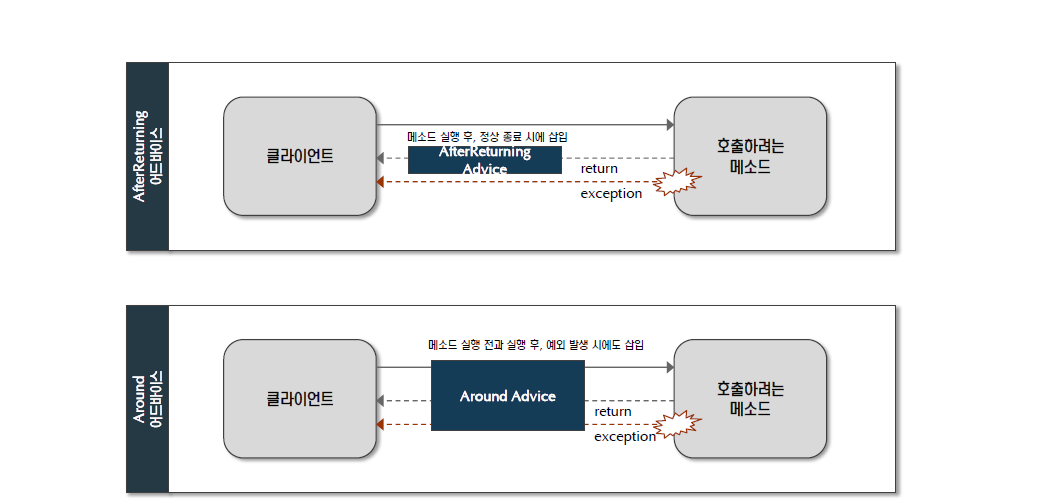 AfterReturning
어드바이스
클라이언트
메소드 실행 후, 정상 종료 시에 삽입
AfterReturning
Advice
return
exception
호출하려는
메소드
Around
어드바이스
클라이언트
메소드 실행 전과 실행 후, 예외 발생 시에도 삽입
Around Advice
return
exception
호출하려는
메소드